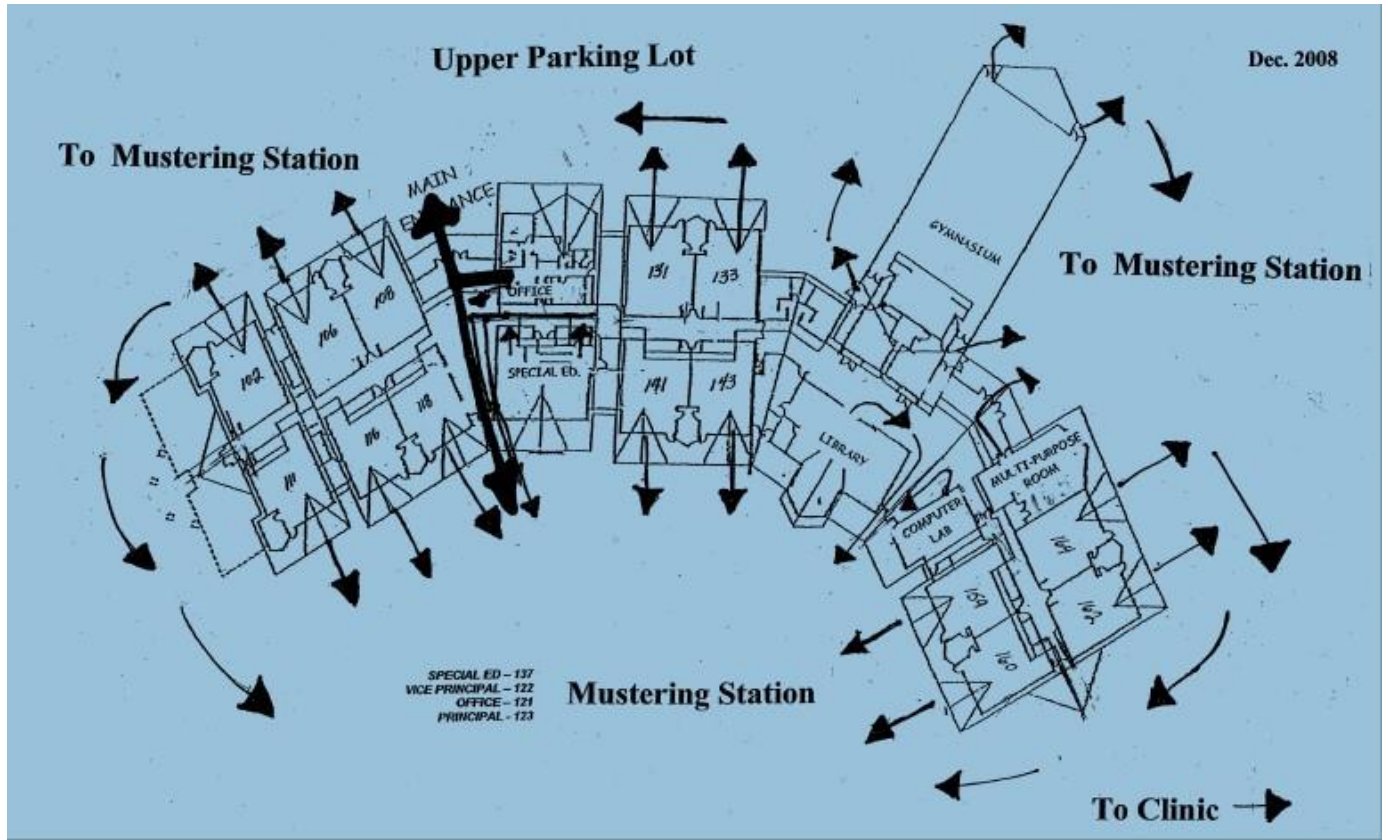 Upper Parking Lot
Dec. 2008
To Mustering Station
MAIN
ENTRANCE
GYMNASIUM
To Mustering Station
131
133
108
106
OFFICE
102
SPECIAL ED.
141
143
118
116
111
LIBRARY
MULTI-PURPOSE
ROOM
COMPUTER
LAB
164
159
162
160
SPECIAL ED – 137
VICE PRINCIPAL – 122
OFFICE – 121
PRINCIPAL - 123
Mustering Station
To Clinic